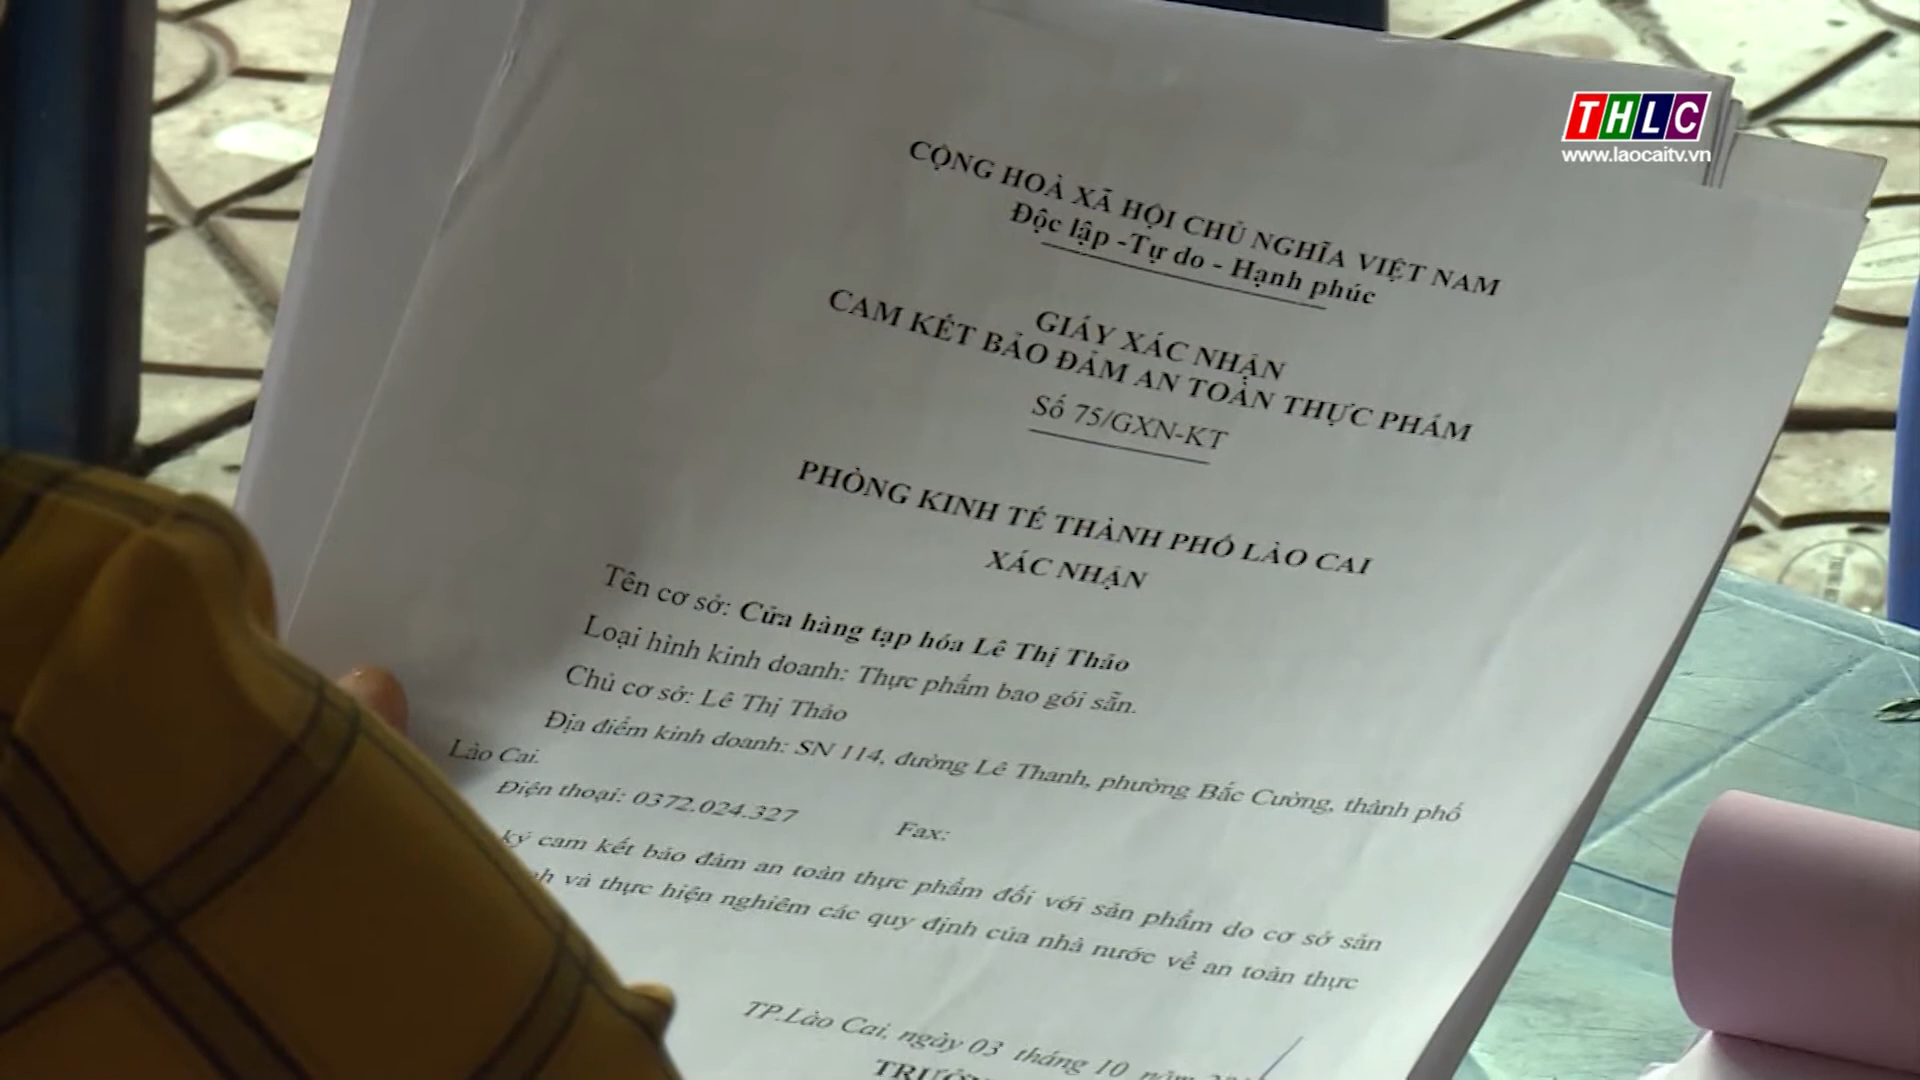 THLC
www.laocaitv.vn
CỘNG HOÀ XÃ HỘI CHỦ NGHĨA VIỆT NAM
Độc lập -Tự do - Hạnh phúc
GIẤY XÁC NHẬN
CAM KẾT BẢO ĐẢM AN TOÀN THỰC PHẨM
Số 75/GXN-KT
PHÒNG KINH TẾ THÀNH PHỐ LÀO CAI
XÁC NHẬN
Tên cơ sở: Cửa hàng tạp hóa Lê Thị Thảo
Loại hình kinh doanh: Thực phẩm bao gói sẵn.
Chủ cơ sở: Lê Thị Thảo
Địa điểm kinh doanh: SN 114, đường Lê Thanh, phường Bắc Cường, thành phố
Lào Cai.
Điện thoại: 0372.024.327 Fax:
ký cam kết bảo đảm an toàn thực phẩm đối với sản phẩm do cơ sở sản
và thực hiện nghiêm các quy định của nhà nước về an toàn thực
TP.Lào Cai, ngày 03 tháng 10 năm